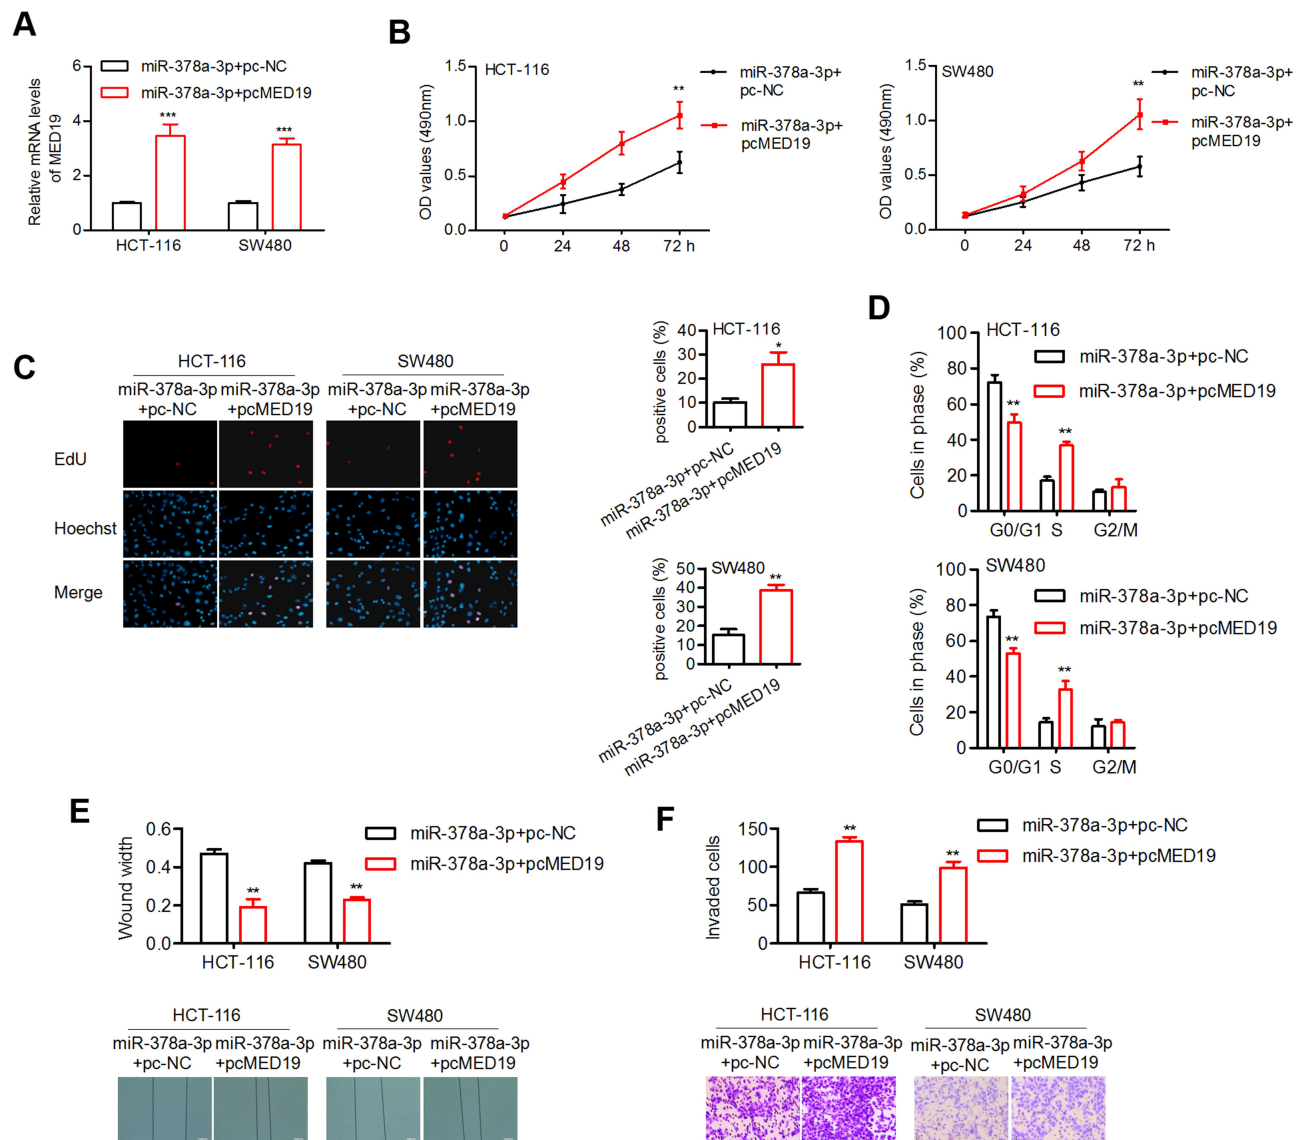 A
6
4
2
0
Relative mRNA levels
of MED19
miR-378a-3p+pc-NC
miR-378a-3p+pcMED19
***
***
HCT-116
SW480
B
1.5
1.0
0.5
0.0
OD values (490nm)
HCT-116
**
0
24
48
72 h
miR-378a-3p+
pc-NC
miR-378a-3p+
pcMED19
1.5
1.0
0.5
0.0
OD values (490nm)
SW480
**
0
24
48
72 h
miR-378a-3p+
pc-NC
miR-378a-3p+
pcMED19
C
HCT-116
SW480
miR-378a-3p
+pc-NC
miR-378a-3p
+pcMED19
miR-378a-3p
+pc-NC
miR-378a-3p
+pcMED19
EdU
Hoechst
Merge
40
30
20
10
0
positive cells (%)
HCT-116
*
miR-378a-3p+pc-NC
miR-378a-3p+pcMED19
50
40
30
20
10
0
positive cells (%)
SW480
**
miR-378a-3p+pc-NC
miR-378a-3p+pcMED19
D
100
80
60
40
20
0
Cells in phase (%)
HCT-116
miR-378a-3p+pc-NC
miR-378a-3p+pcMED19
**
**
G0/G1
S
G2/M
100
80
60
40
20
0
Cells in phase (%)
SW480
miR-378a-3p+pc-NC
miR-378a-3p+pcMED19
**
**
G0/G1
S
G2/M
E
0.6
0.4
0.2
0.0
Wound width
miR-378a-3p+pc-NC
miR-378a-3p+pcMED19
**
**
HCT-116
SW480
HCT-116
SW480
miR-378a-3p
+pc-NC
miR-378a-3p
+pcMED19
miR-378a-3p
+pc-NC
miR-378a-3p
+pcMED19
F
150
100
50
0
Invaded cells
**
**
miR-378a-3p+pc-NC
miR-378a-3p+pcMED19
HCT-116
SW480
HCT-116
SW480
miR-378a-3p
+pc-NC
miR-378a-3p
+pcMED19
miR-378a-3p
+pc-NC
miR-378a-3p
+pcMED19